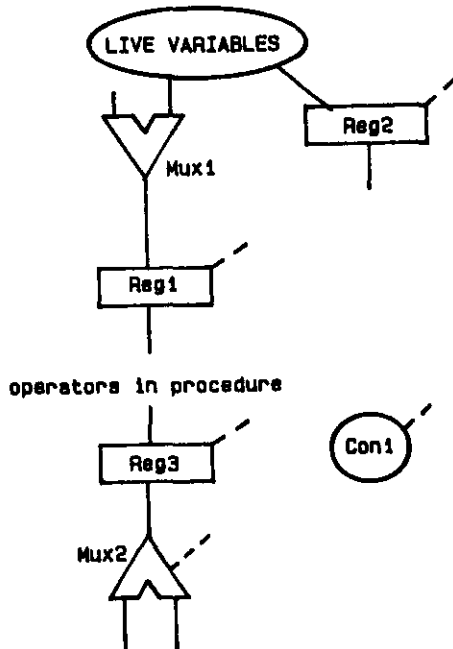 LIVE VARIABLES
Reg2
Mux1
Reg1
operators in procedure
Reg3
Con1
Mux2